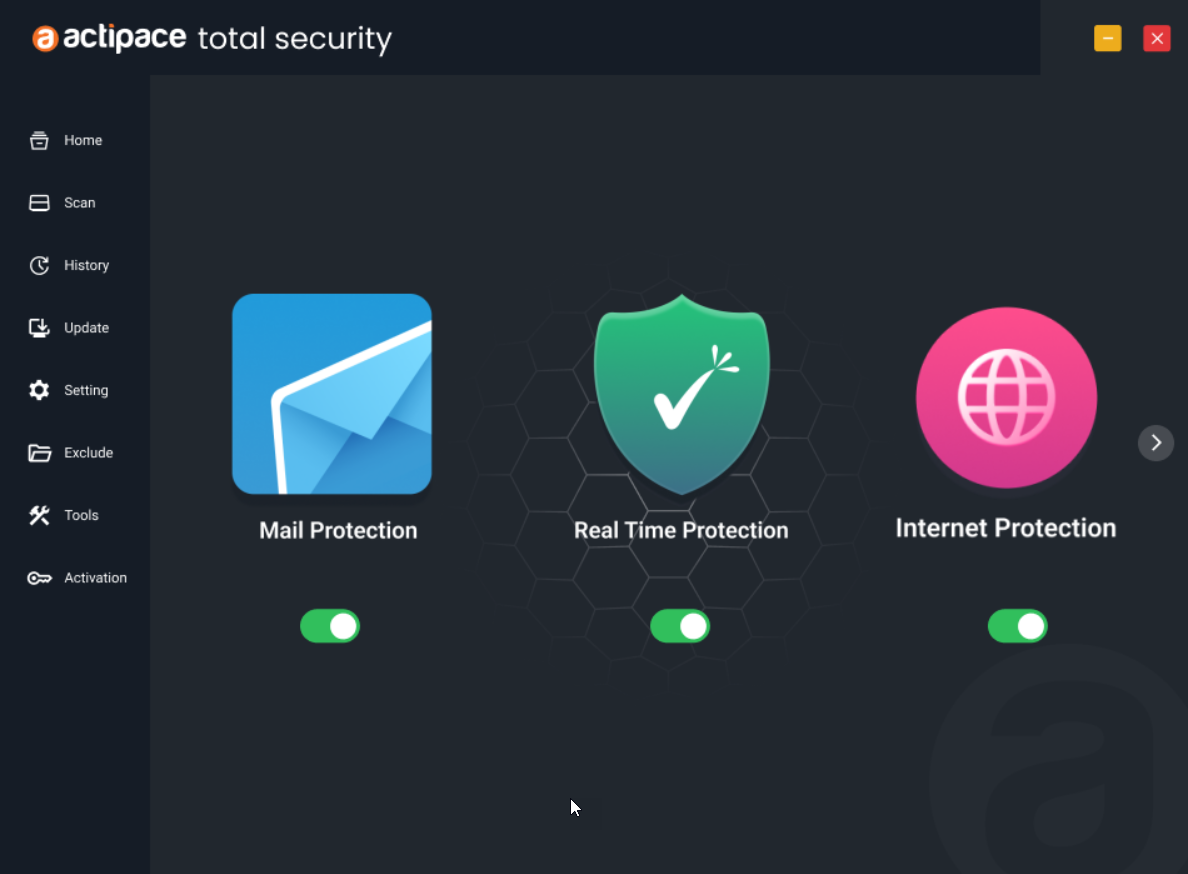 actipace total security
Home
Scan
History
Update
Setting
Exclude
Tools
Activation
Mail Protection
Real Time Protection
Internet Protection